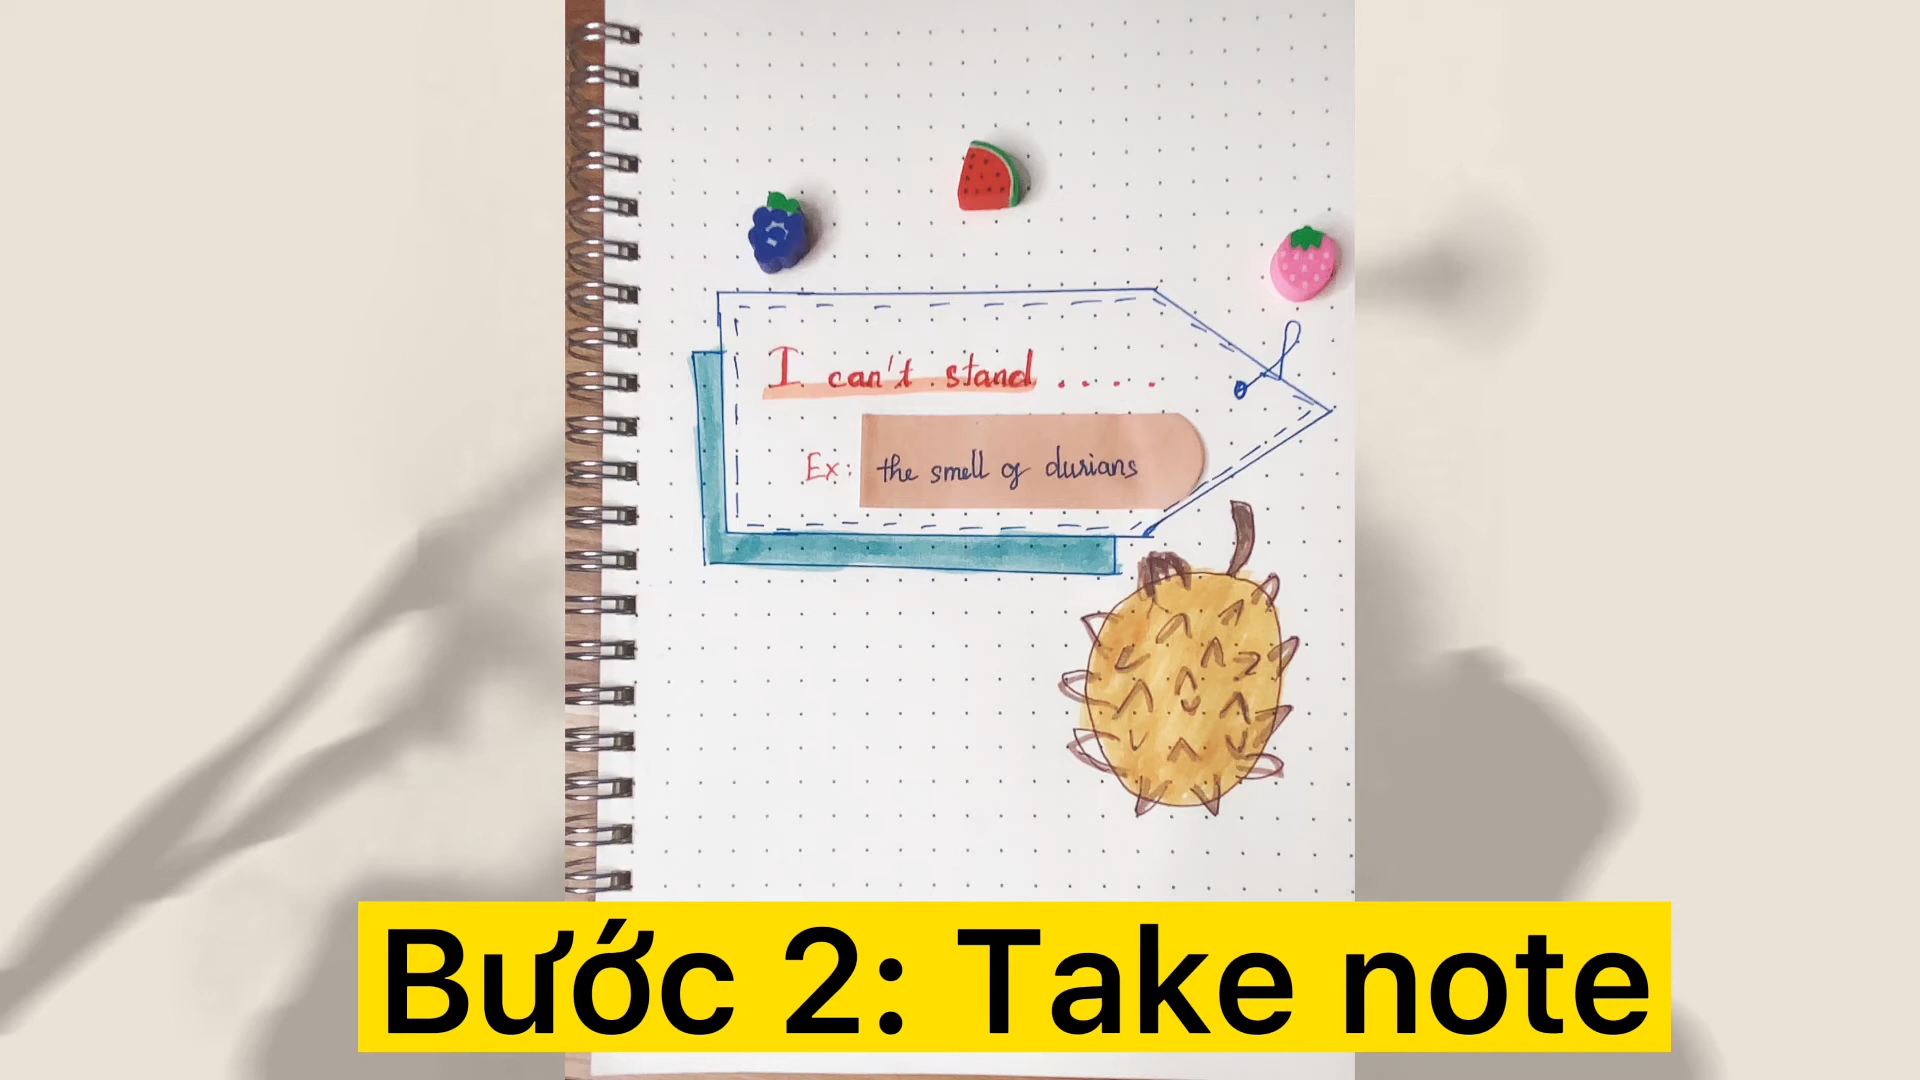 I can't stand . . . .
Ex: the smell of durians
Bước 2: Take note